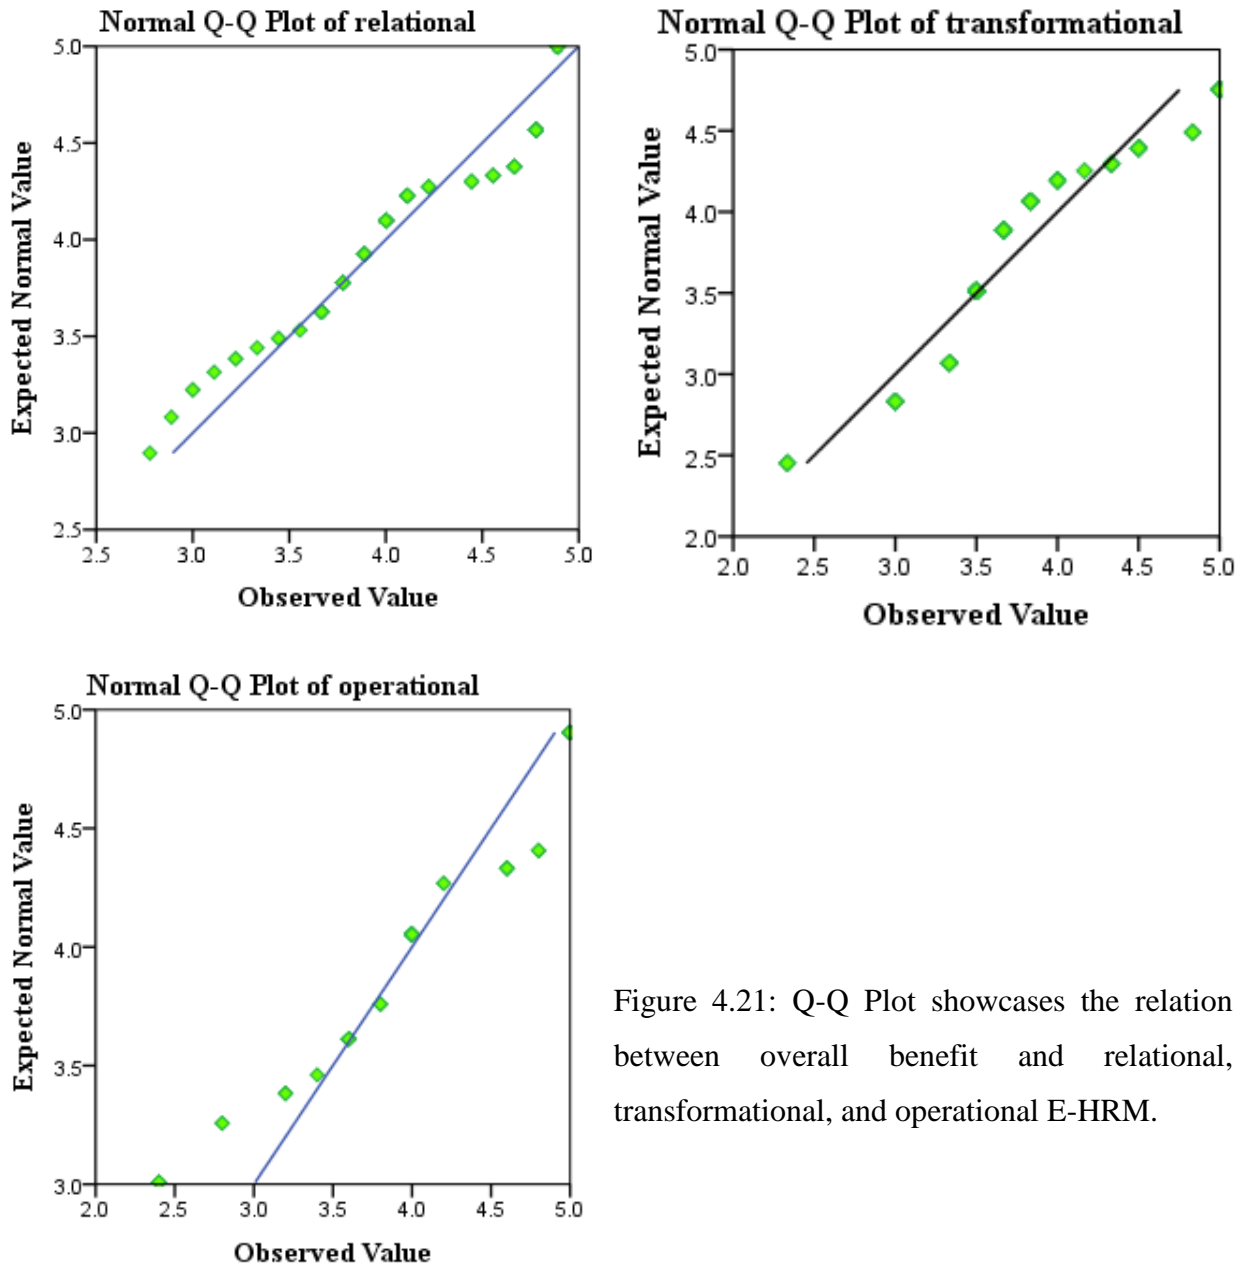 Normal Q-Q Plot of relational
5.0
4.5
4.0
3.5
3.0
2.5
Expected Normal Value
2.5 3.0 3.5 4.0 4.5 5.0
Observed Value
Normal Q-Q Plot of transformational
5.0
4.5
4.0
3.5
3.0
2.5
2.0
Expected Normal Value
2.0 2.5 3.0 3.5 4.0 4.5 5.0
Observed Value
Normal Q-Q Plot of operational
5.0
4.5
4.0
3.5
3.0
Expected Normal Value
2.0 2.5 3.0 3.5 4.0 4.5 5.0
Observed Value
Figure 4.21: Q-Q Plot showcases the relation
between overall benefit and relational,
transformational, and operational E-HRM.